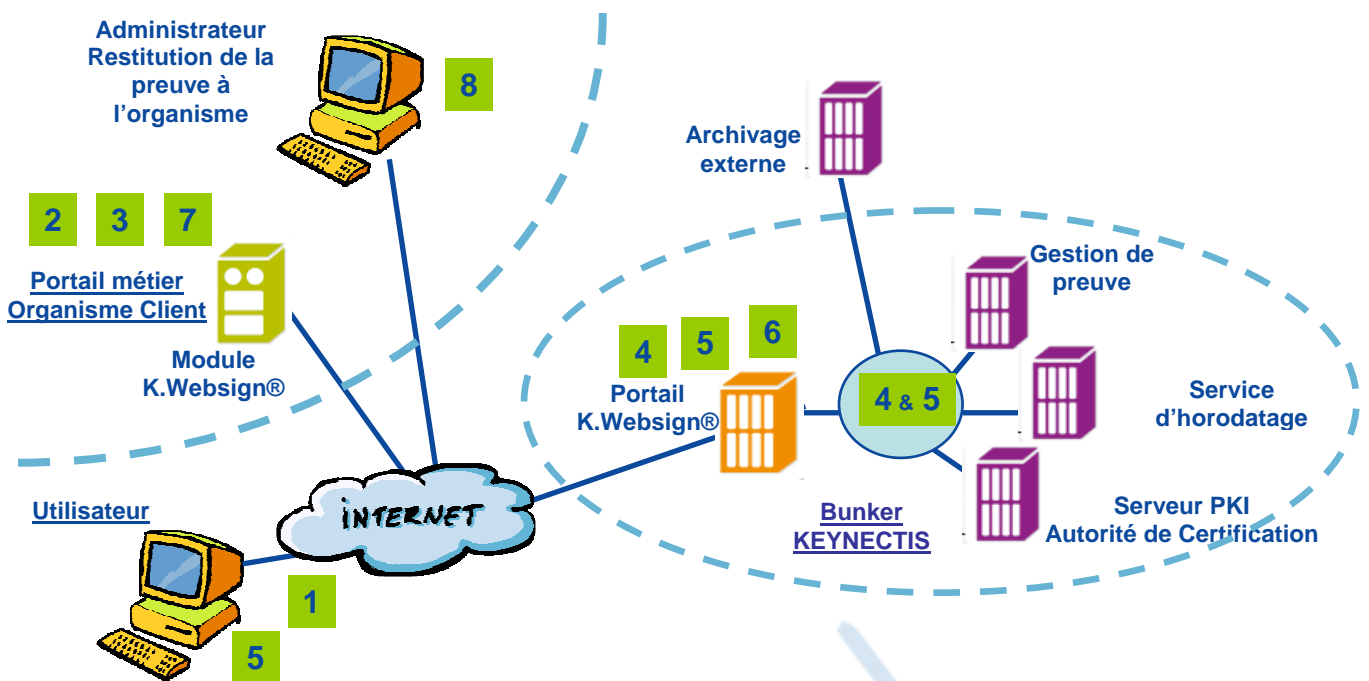 Administrateur
Restitution de la
preuve à
l'organisme
8
Archivage
externe
2 3 7
Portail métier
Organisme Client
Module
K.Websign®
Gestion de
preuve
4 5 6
Portail
K.Websign®
4 & 5
Service
d'horodatage
Utilisateur
INTERNET
Bunker
KEYNECTIS
Serveur PKI
Autorité de Certification
1
5